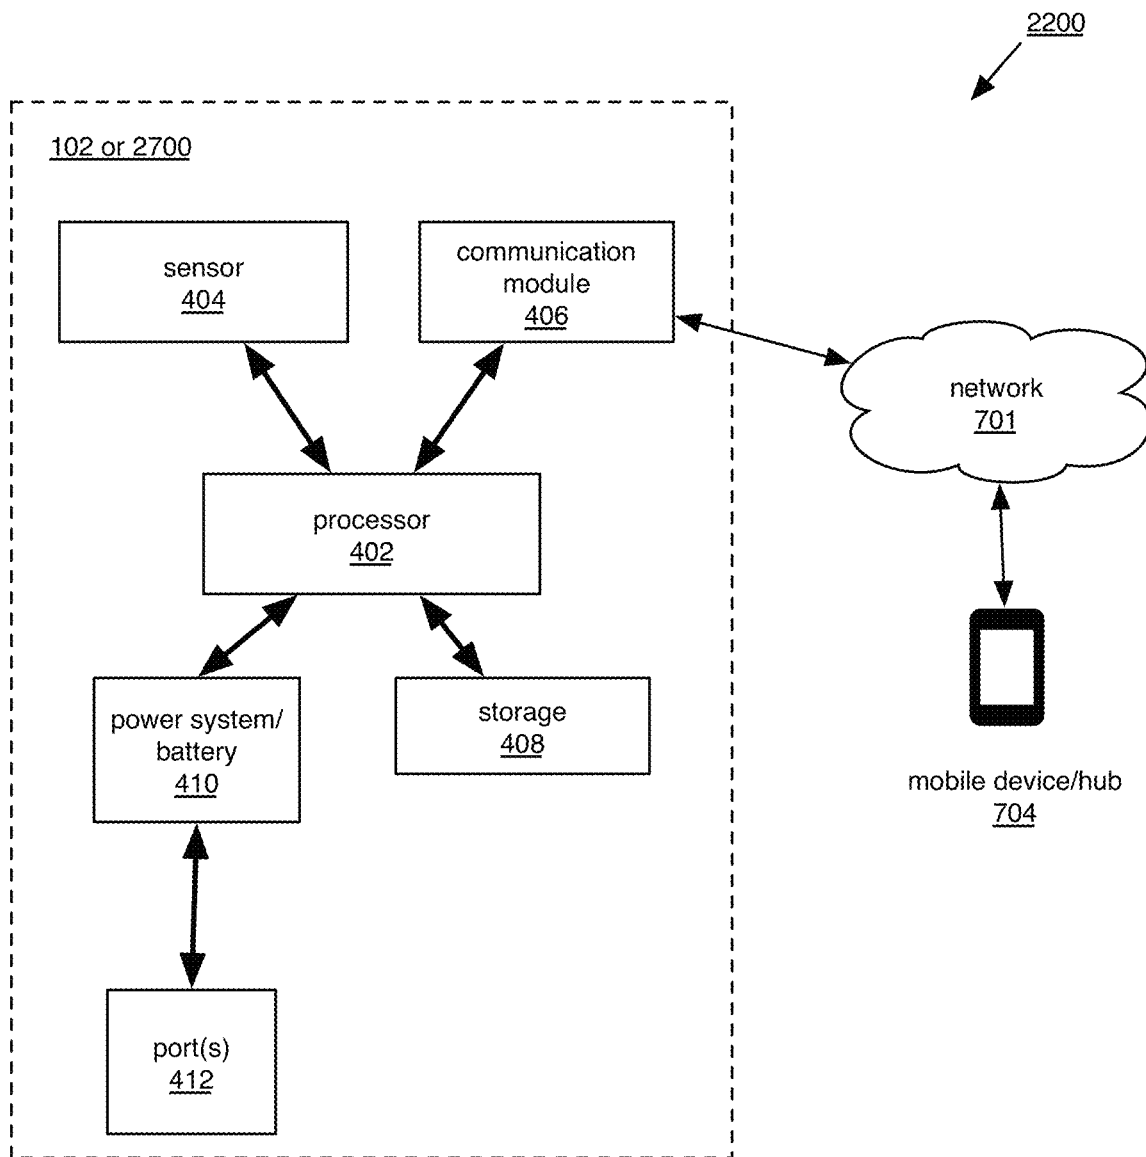 2200
102 or 2700
sensor
404
communication
module
406
network
701
processor
402
power system/
battery
410
storage
408
mobile device/hub
704
port(s)
412